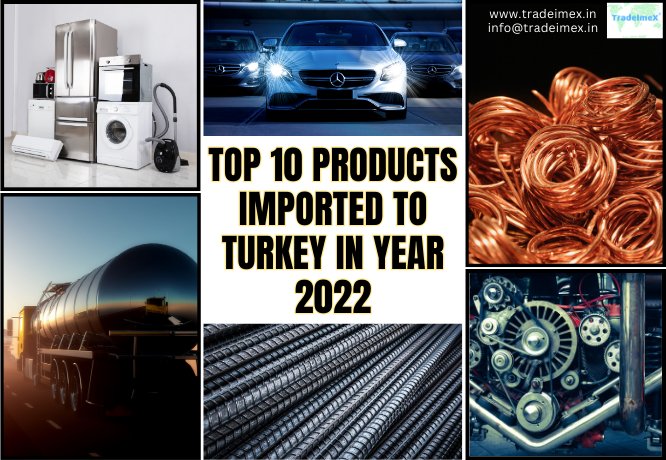 www.tradeimex.in
info@tradeimex.in
TradeImeX
TOP 10 PRODUCTS
IMPORTED TO
TURKEY IN YEAR
2022